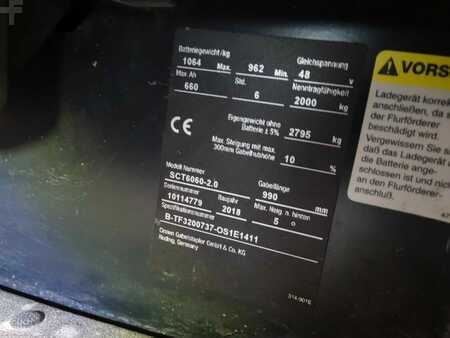 Batteriegewicht/kg Gleichspannung
1064 Max. 962 Min. 48 v
Max. Ah Std. Nenntragfähigkeit
660 6 2000 kg
Eigengewicht ohne
Batterie ± 5% 2795 kg
CE
Max. Steigung mit max.
300mm Gabelhubhöhe 10 %
Modell Nummer Gabellänge
SCT6060-2.0 990 mm
Seriennummer Baujahr Max. Neig. n. hinten
10114779 2018 5 o
Spezifikationsnummer
B-TF3200737-OS1E1411
Crown Gabelstapler GmbH & Co. KG
Roding, Germany
314-9016
VORS
Ladegerät korrek
anschließen, da
der Flurförderer
beschädigt wird.
Vergewissern Sie s
daß das Ladegerät
die Batterie ange-
schlossen ist und
an den Flurförderer
anschluß.